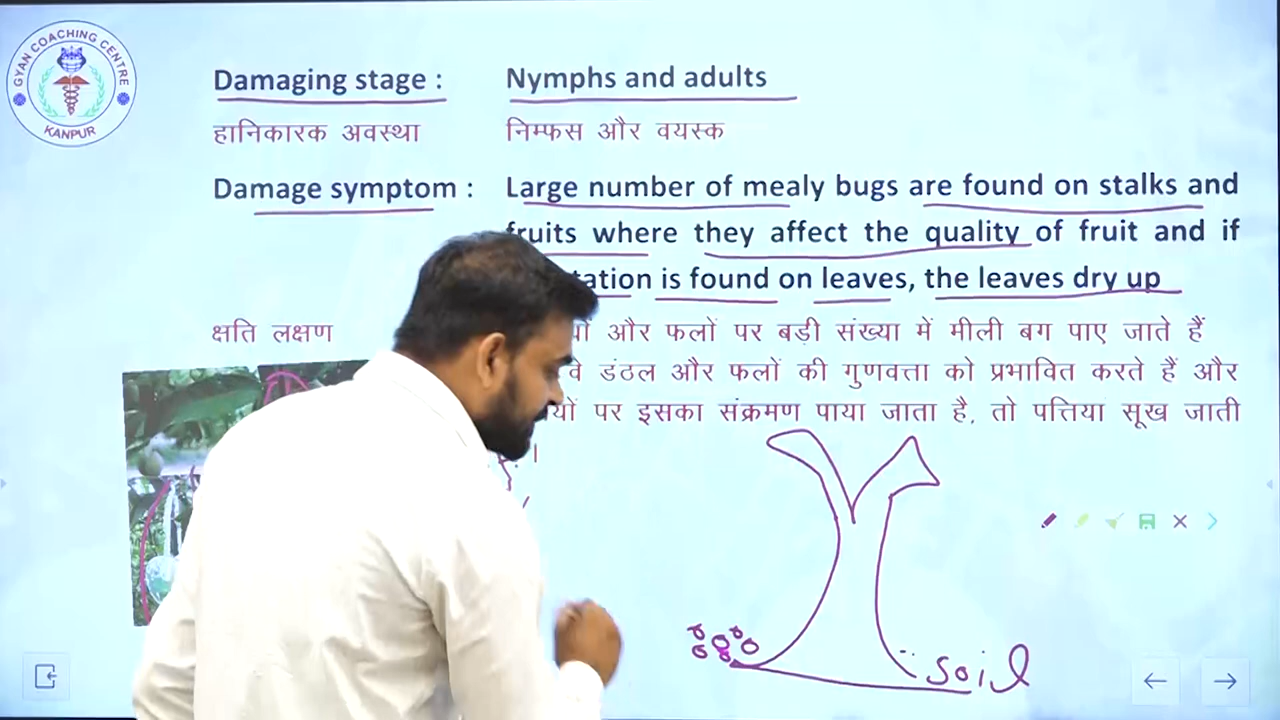 GYAN COACHING CENTRE
KANPUR
Damaging stage : Nymphs and adults
हानिकारक अवस्था निम्फस और वयस्क
Damage symptom : Large number of mealy bugs are found on stalks and
fruits where they affect the quality of fruit and if
is found on leaves, the leaves dry up
क्षति लक्षण और फलों पर बड़ी संख्या में मीली बग पाए जाते हैं
वे डंठल और फलों की गुणवत्ता को प्रभावित करते हैं और
पर इसका संक्रमण पाया जाता है, तो पत्तिया सूख जाती
soil